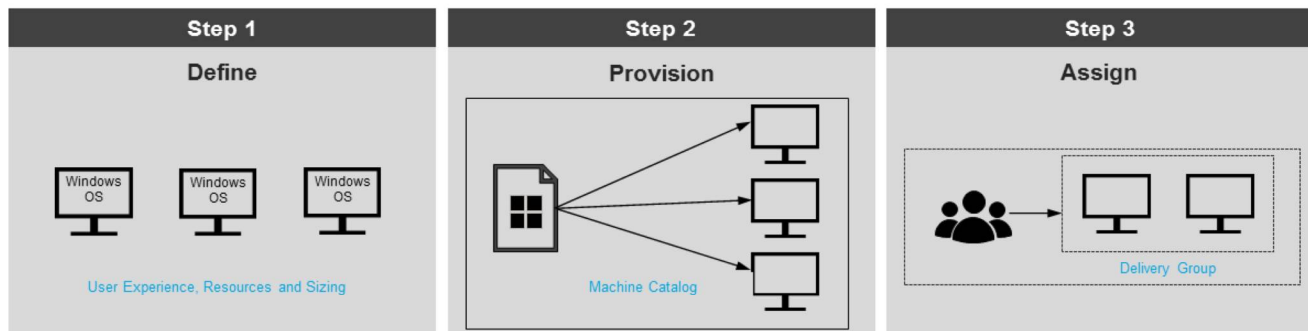 Step 1
Define
Windows
OS
Windows
OS
Windows
OS
User Experience, Resources and Sizing
Step 2
Provision
Machine Catalog
Step 3
Assign
Delivery Group